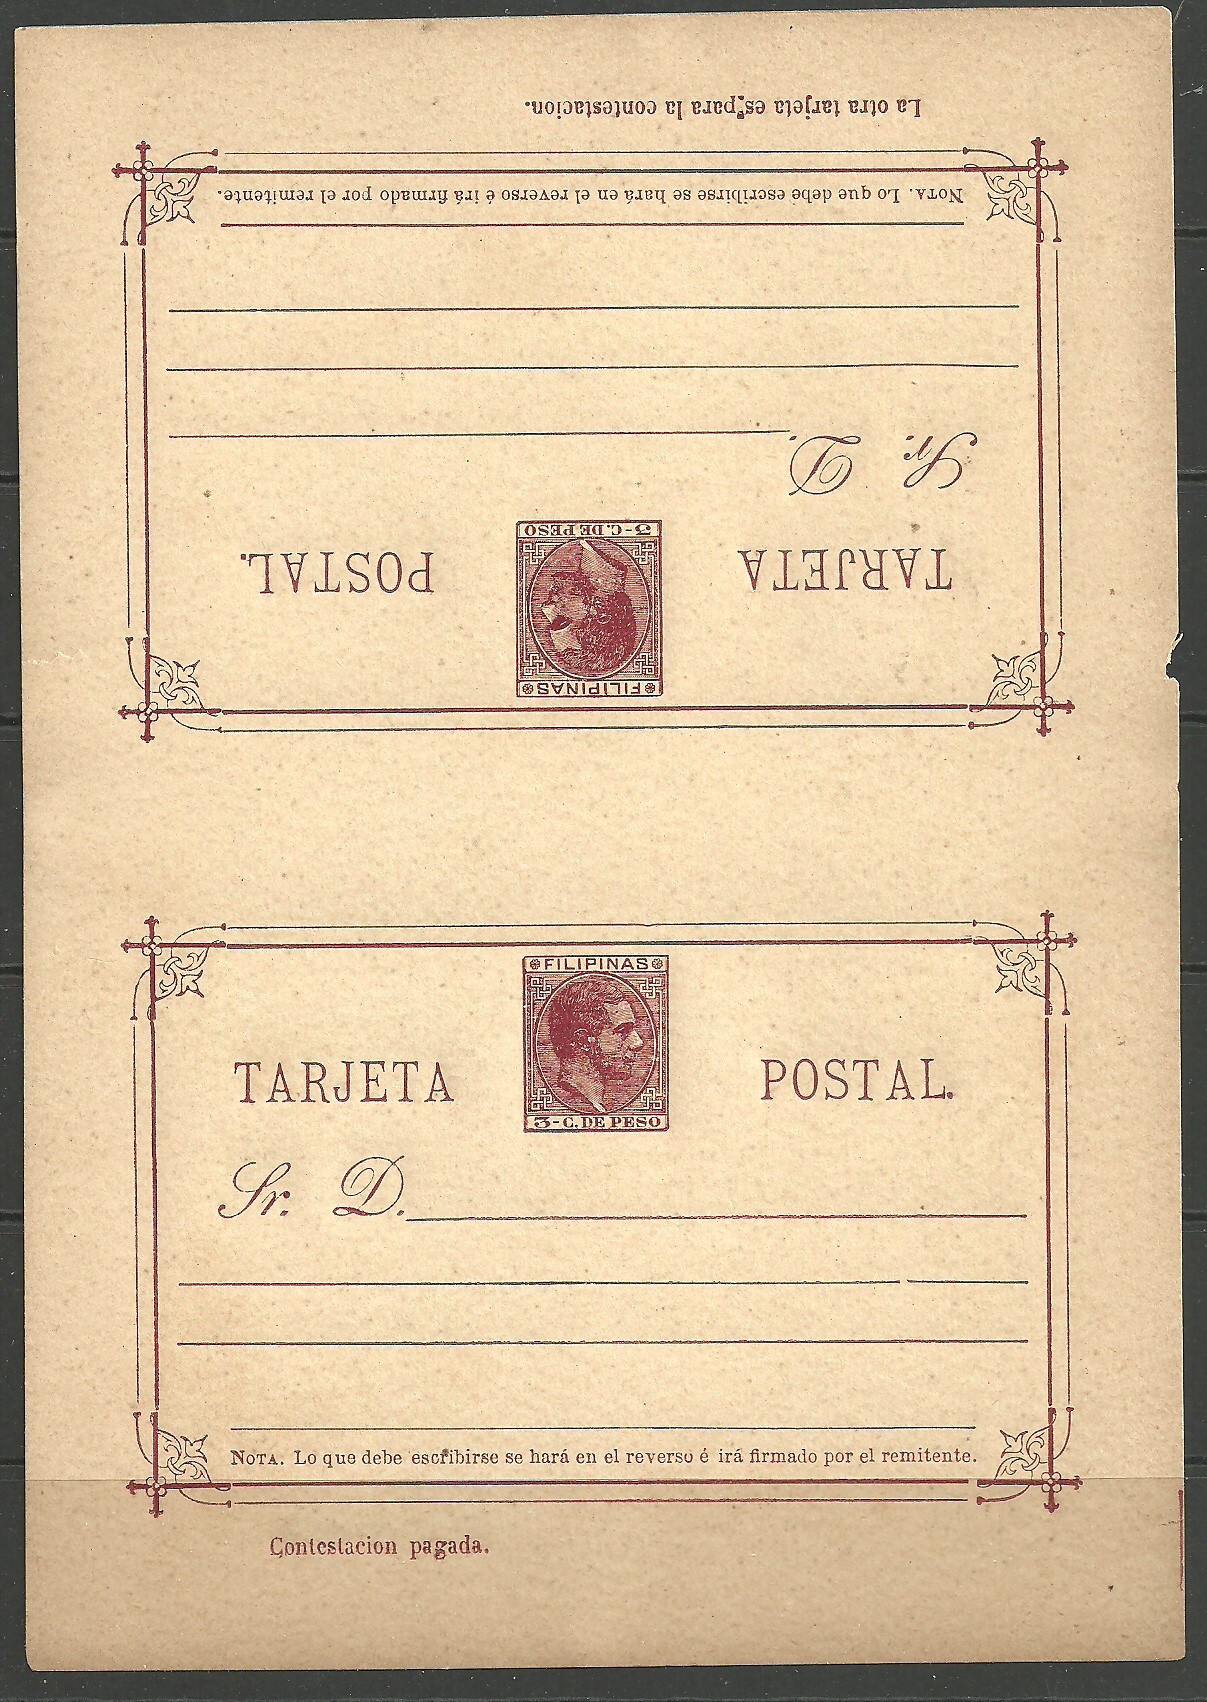 La otra tarjeta es para la contestacion.
NOTA. Lo que debe escribirse se hará en el reverso é irá firmado por el remitente.
Sr. D.
TARJETA POSTAL.
3-C. DE PESO
FILIPINAS
FILIPINAS
TARJETA POSTAL.
3-C. DE PESO
Sr. D.
NOTA. Lo que debe escribirse se hará en el reverso é irá firmado por el remitente.
Contestacion pagada.